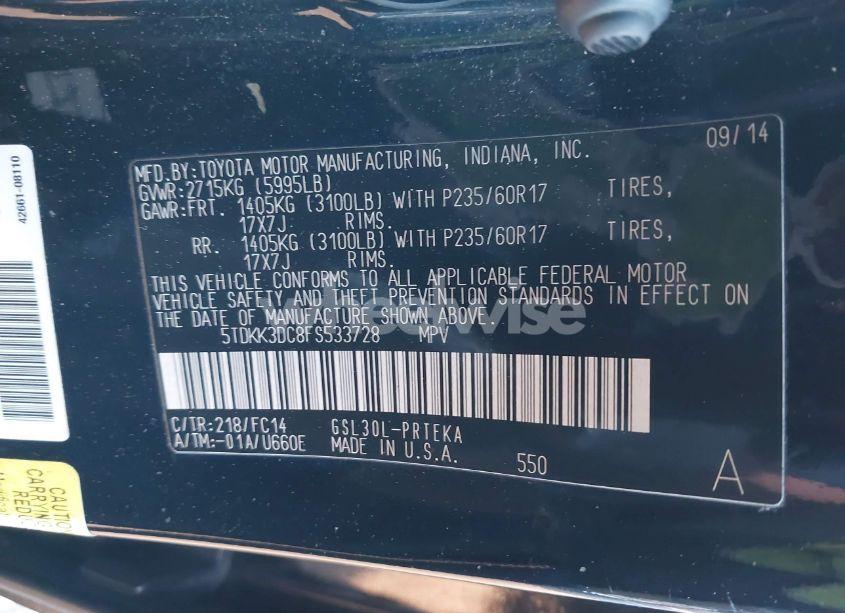 09/14
MFD.BY:TOYOTA MOTOR MANUFACTURING, INDIANA, INC.
GVWR:2715KG (5995LB)
GAWR:FRT. 1405KG (3100LB) WITH P235/60R17 TIRES,
17X7J RIMS.
RR. 1405KG (3100LB) WITH P235/60R17 TIRES,
17X7J RIMS.
THIS VEHICLE CONFORMS TO ALL APPLICABLE FEDERAL MOTOR
VEHICLE SAFETY AND THEFT PREVENTION STANDARDS IN EFFECT ON
THE DATE OF MANUFACTURE SHOWN ABOVE.
5TDKK3DC8FS533728 MPV
C/TR:218/FC14 GSL30L-PRTEKA
A/TM:-01A/U660E MADE IN U.S.A. 550
A
42661-08110
CAUTIO
CARRYIN
RED